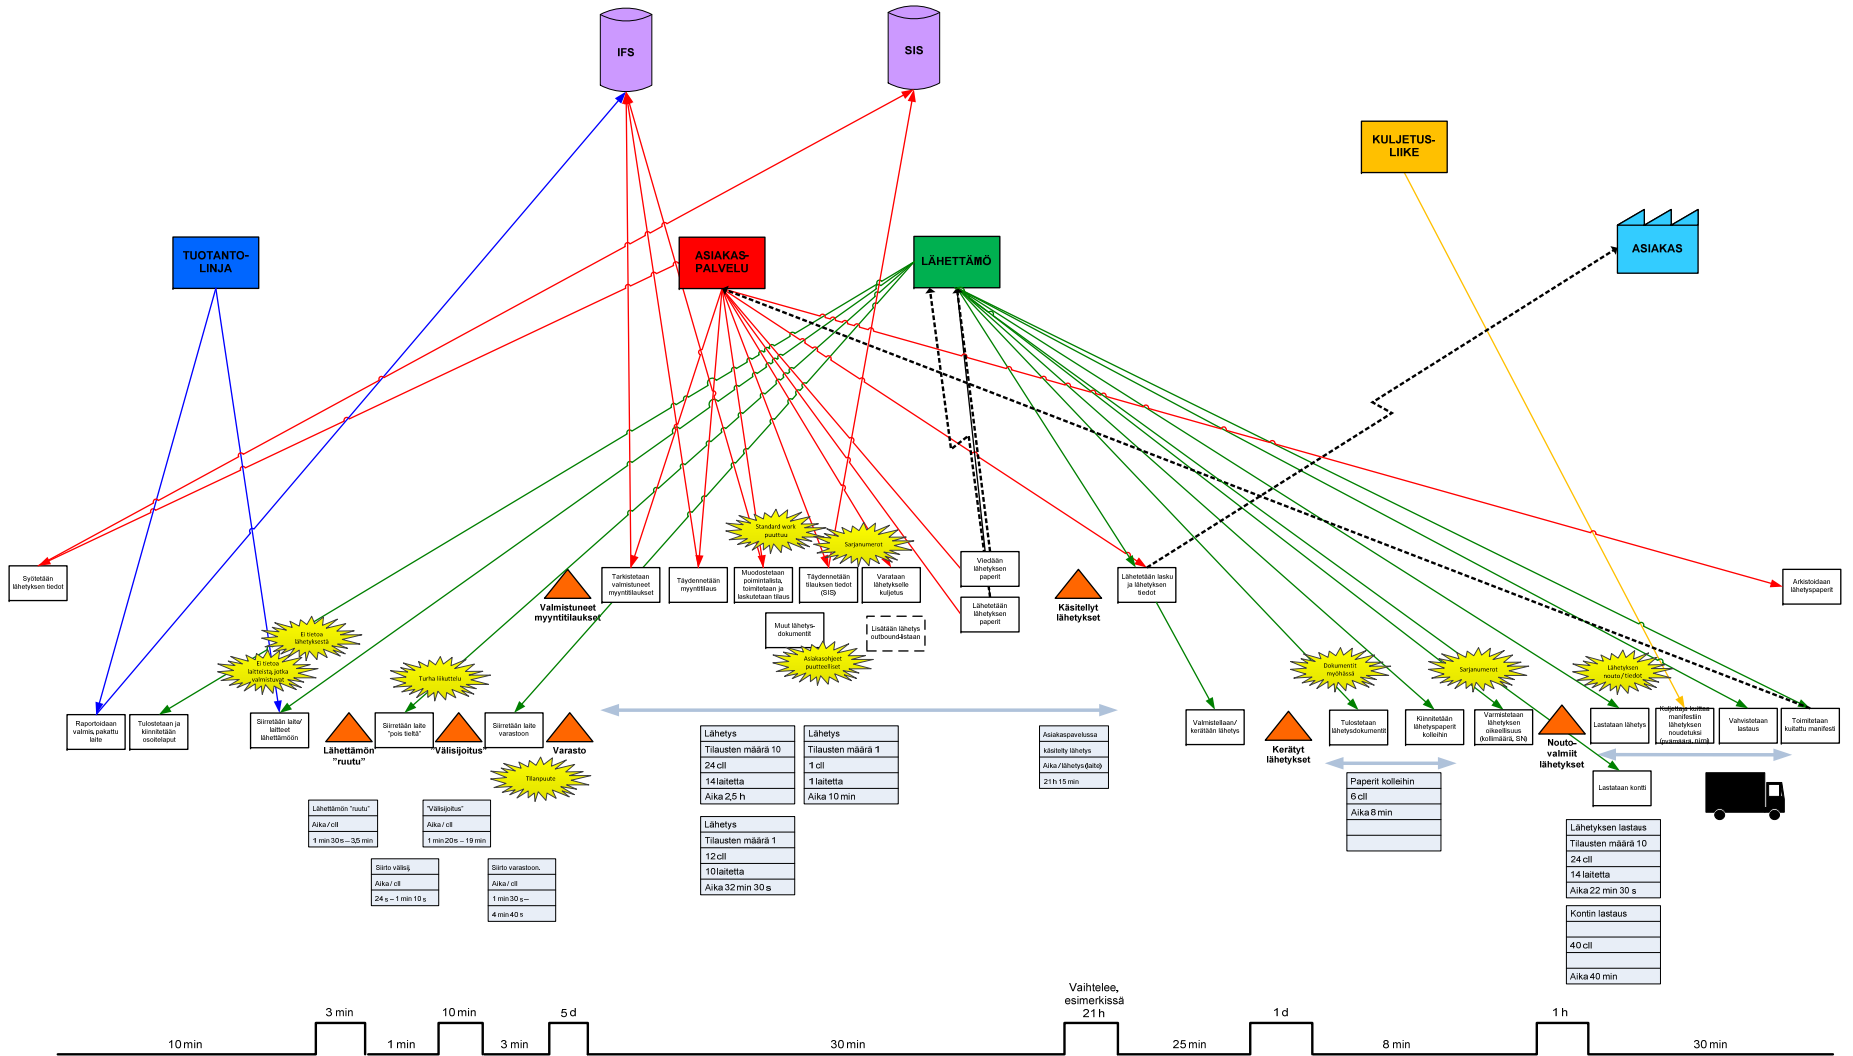 IFS
SIS
KULJETUS-
LIIKE
TUOTANTO-
LINJA
ASIAKAS-
PALVELU
LÄHETTÄMÖ
ASIAKAS
Standard work
puuttuu
Sarjanumerot
Syötetään
lähetyksen tiedot
Valmistuneet
myyntitilaukset
Tarkistetaan
valmistuneet
myyntitilaukset
Täydennetään
myyntitilaus
Muodostetaan
poimintalista,
toimitetaan ja
laskutetaan tilaus
Täydennetään
tilauksen tiedot
(SIS)
Varataan
lähetykselle
kuljetus
Viedään
lähetyksen
paperit
Lähetetään
lähetyksen
paperit
Käsitellyt
lähetykset
Lähetetään lasku
ja lähetyksen
tiedot
Arkistoidaan
lähetyspaperit
Muut lähetys-
dokumentit
Lisätään lähetys
outbound-listaan
Asiakasohjeet
puutteelliset
Ei tietoa
lähetyksestä
Ei tietoa
laitteista, jotka
valmistuvat
Turha liikuttelu
Dokumentit
myöhässä
Sarjanumerot
Lähetyksen
nouto/tiedot
Raportoidaan
valmis, pakattu
laite
Tulostetaan ja
kiinnitetään
osoitelaput
Siirretään laite/
laitteet
lähettämöön
Lähettämön
"ruutu"
Siirretään laite
"pois tieltä"
"Välisijoitus"
Siirretään laite
varastoon
Varasto
Tilanpuute
Valmistellaan/
kerätään lähetys
Kerätyt
lähetykset
Tulostetaan
lähetysdokumentit
Kiinnitetään
lähetyspaperit
kolleihin
Varmistetaan
lähetyksen
oikeellisuus
(kollimäärä, SN)
Nouto-
valmiit
lähetykset
Lastataan lähetys
Kuljettaja kuittaa
manifestiin
lähetyksen
noudetuksi
(pvämäärä, nimi)
Vahvistetaan
lastaus
Toimitetaan
kuitattu manifesti
Lastataan kontti
Lähetys
Tilausten määrä 10
24 cll
14 laitetta
Aika 2,5 h
Lähetys
Tilausten määrä 1
1 cll
1 laitetta
Aika 10 min
Lähetys
Tilausten määrä 1
12 cll
10 laitetta
Aika 32 min 30 s
Asiakaspavelussa
käsitelty lähetys
Aika / lähetys (laite)
21 h 15 min
Paperit kolleihin
6 cll
Aika 8 min
Lähettämön "ruutu"
Aika / cll
1 min 30 s – 3,5 min
"Välisijoitus"
Aika / cll
1 min 20 s – 19 min
Siirto välisij.
Aika / cll
24 s – 1 min 10 s
Siirto varastoon.
Aika / cll
1 min 30 s –
4 min 40 s
Lähetyksen lastaus
Tilausten määrä 10
24 cll
14 laitetta
Aika 22 min 30 s
Kontin lastaus
40 cll
Aika 40 min
10 min
3 min
1 min
10 min
3 min
5 d
30 min
Vaihtelee,
esimerkissä
21 h
25 min
1 d
8 min
1 h
30 min